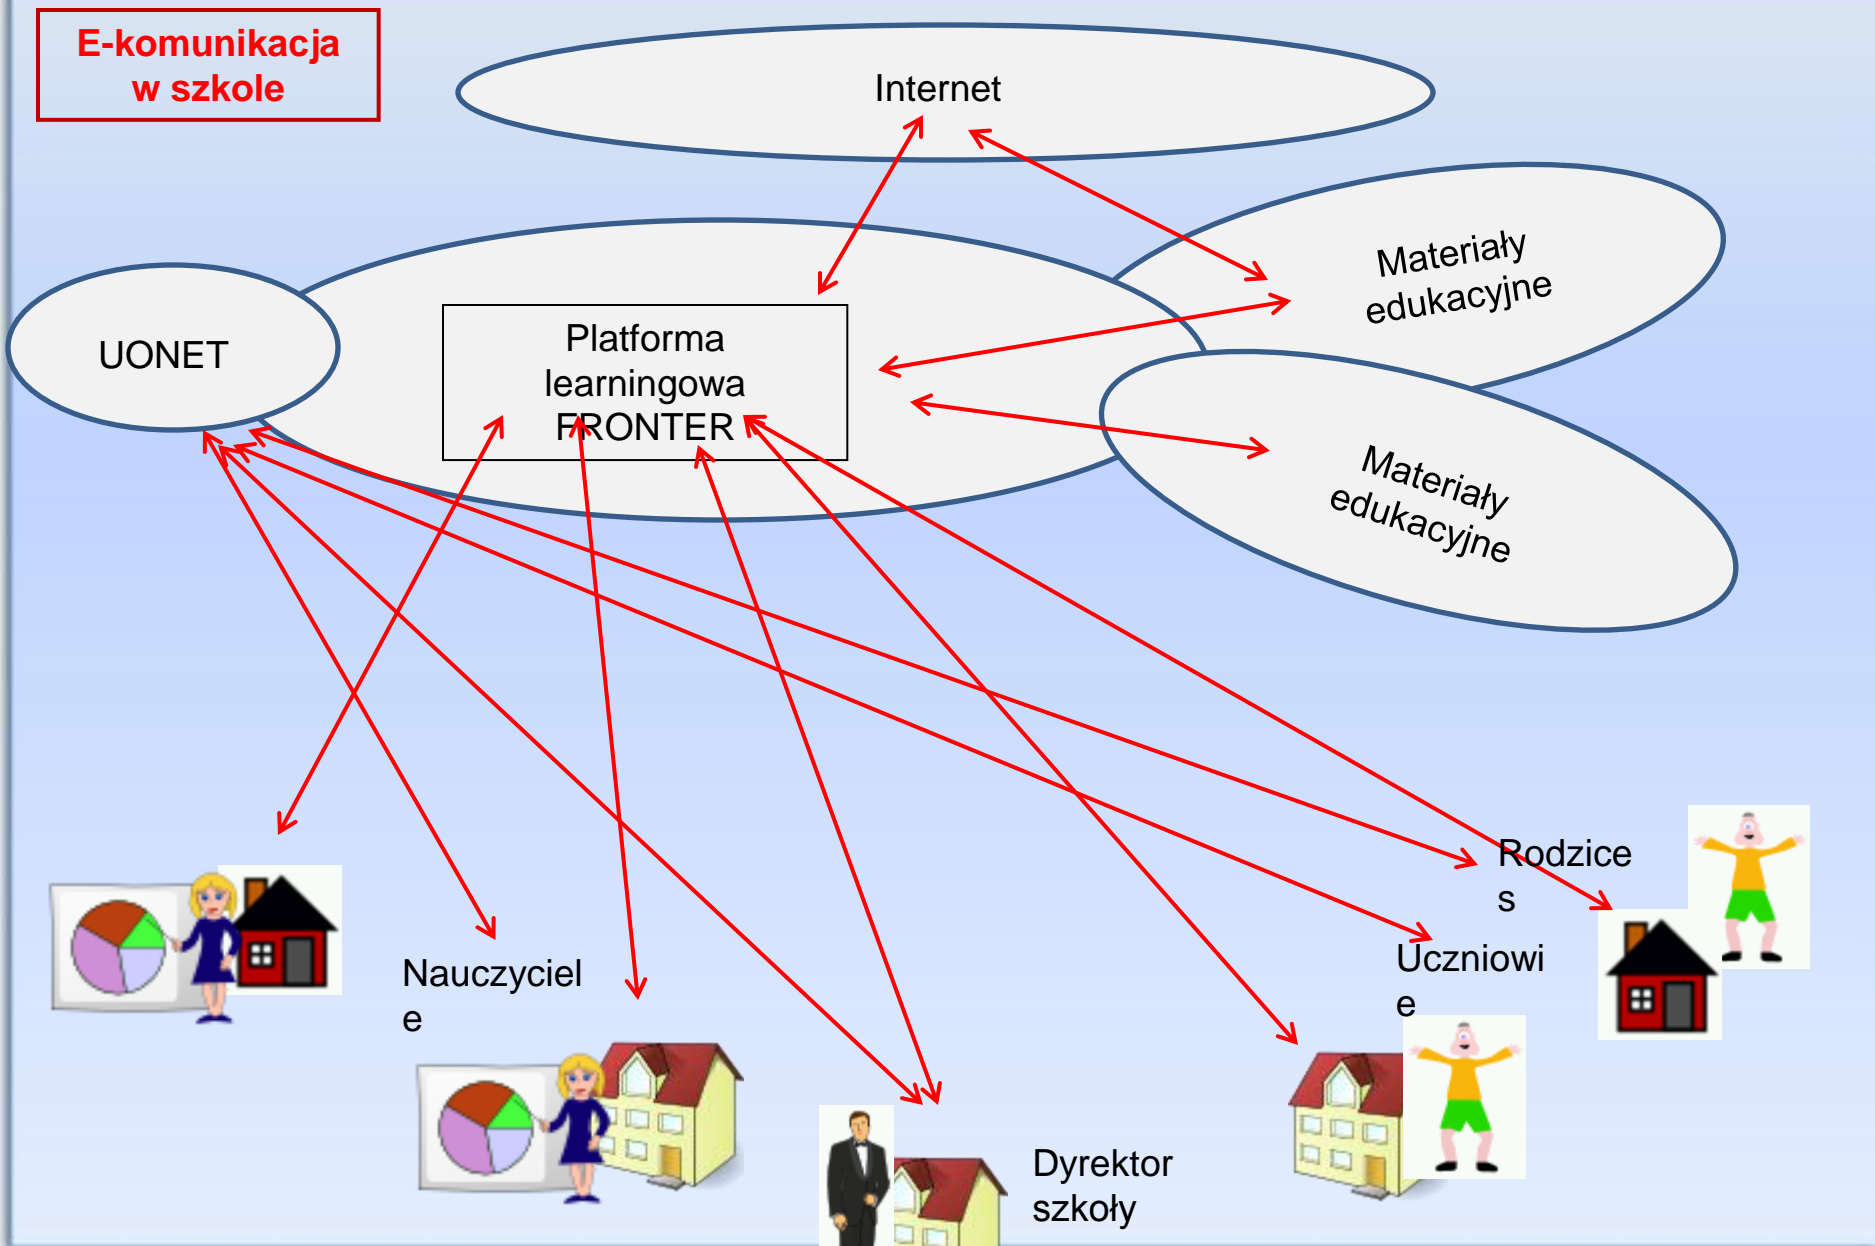 E-komunikacja
w szkole
Internet
Materiały
edukacyjne
UONET
Platforma
learningowa
FRONTER
Materiały
edukacyjne
Rodzice
s
Uczniowi
e
Nauczyciel
e
Dyrektor
szkoły